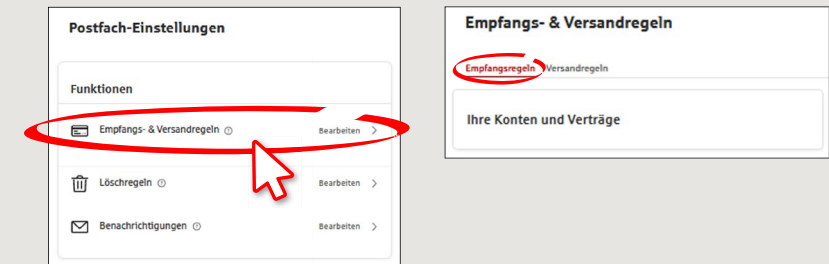 Postfach-Einstellungen
Funktionen
Empfangs- & Versandregeln Bearbeiten
Löschregeln Bearbeiten
Benachrichtigungen Bearbeiten
Empfangs- & Versandregeln
Empfangsregeln Versandregeln
Ihre Konten und Verträge